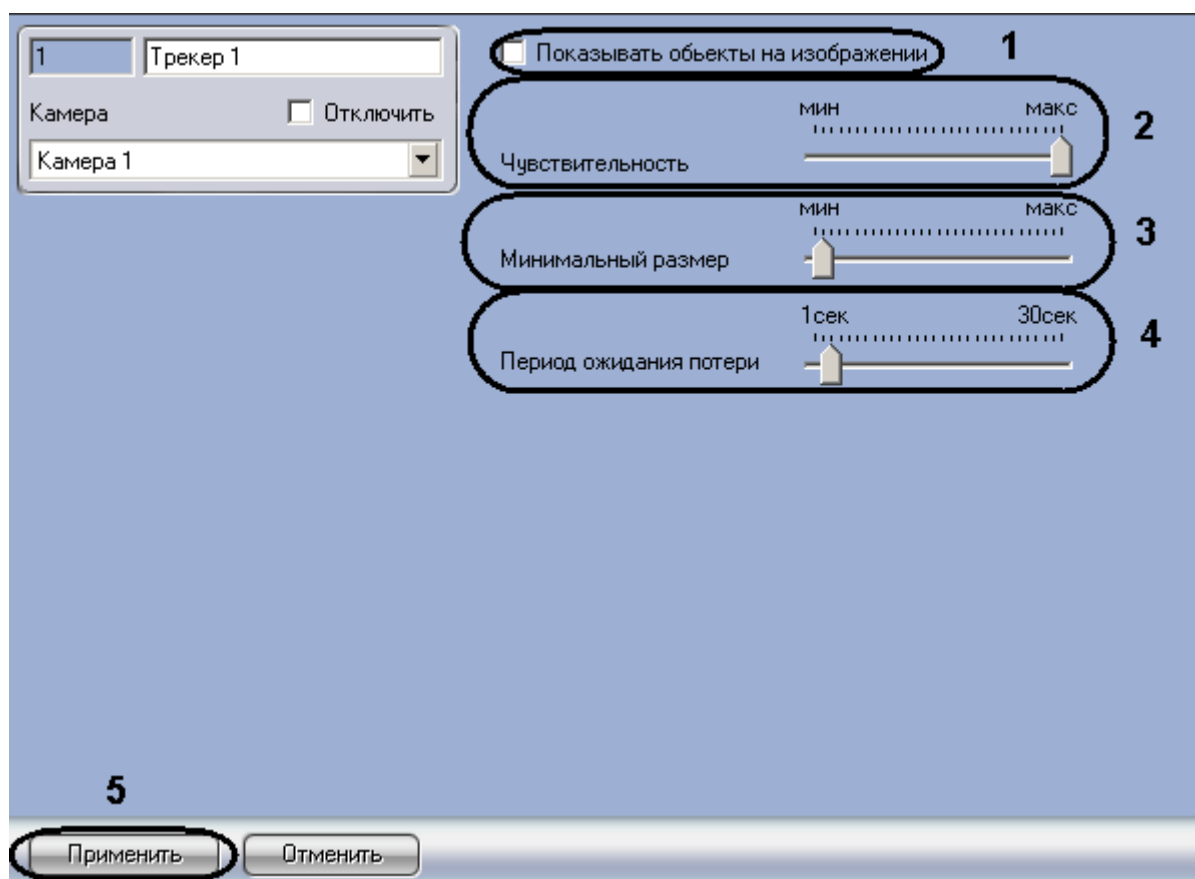 1 Трекер 1
Камера Отключить
Камера 1
Показывать обьекты на изображении 1
мин макс 2
Чувствительность
мин макс 3
Минимальный размер
1сек 30сек 4
Период ожидания потери
5
Применить Отменить